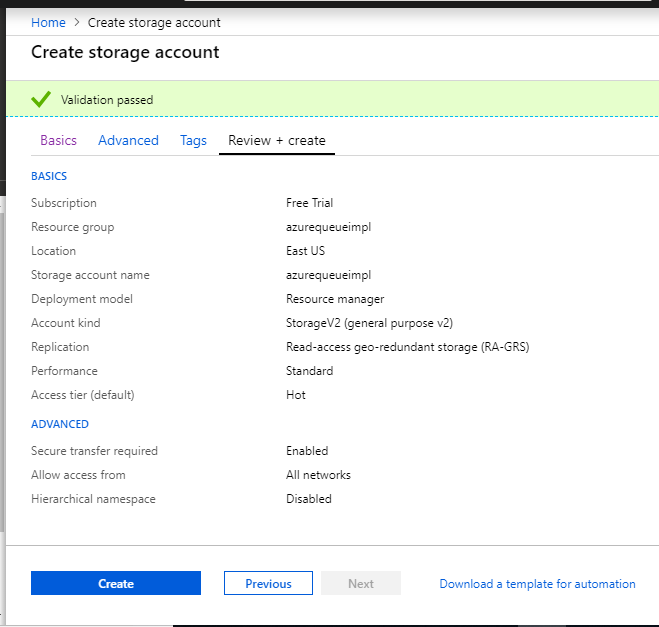 Home > Create storage account
Create storage account
Validation passed
Basics Advanced Tags Review + create
BASICS
Subscription Free Trial
Resource group azurequeueimpl
Location East US
Storage account name azurequeueimpl
Deployment model Resource manager
Account kind StorageV2 (general purpose v2)
Replication Read-access geo-redundant storage (RA-GRS)
Performance Standard
Access tier (default) Hot
ADVANCED
Secure transfer required Enabled
Allow access from All networks
Hierarchical namespace Disabled
Create Previous Next Download a template for automation